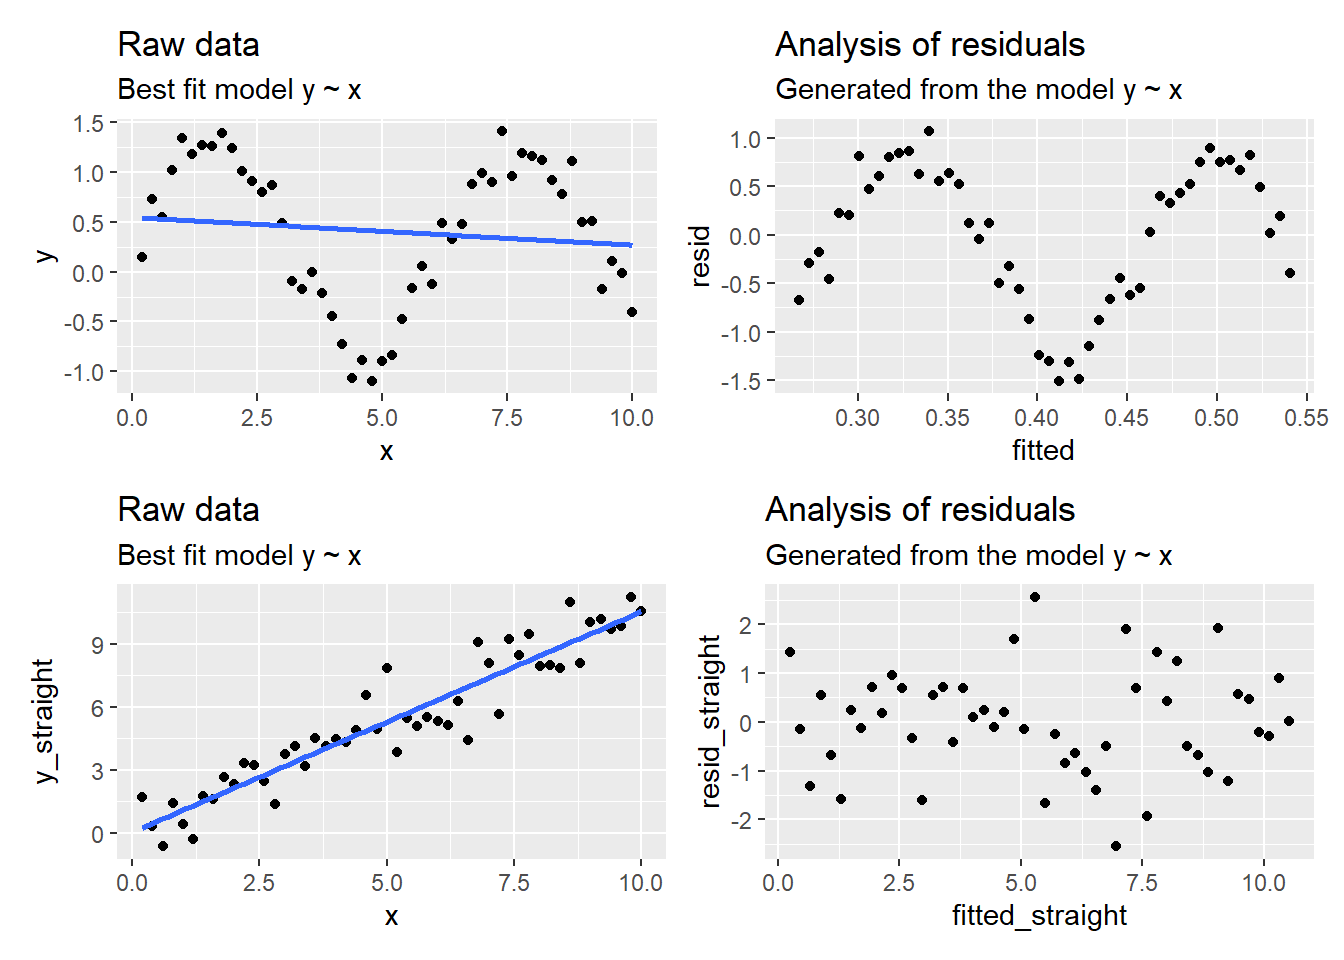 Raw data
Best fit model y ~ x
1.5
1.0
0.5
0.0
-0.5
-1.0
y
0.0 2.5 5.0 7.5 10.0
x
Analysis of residuals
Generated from the model y ~ x
1.0
0.5
0.0
-0.5
-1.0
-1.5
resid
0.30 0.35 0.40 0.45 0.50 0.55
fitted
Raw data
Best fit model y ~ x
9
6
3
0
y_straight
0.0 2.5 5.0 7.5 10.0
x
Analysis of residuals
Generated from the model y ~ x
2
1
0
-1
-2
resid_straight
0.0 2.5 5.0 7.5 10.0
fitted_straight